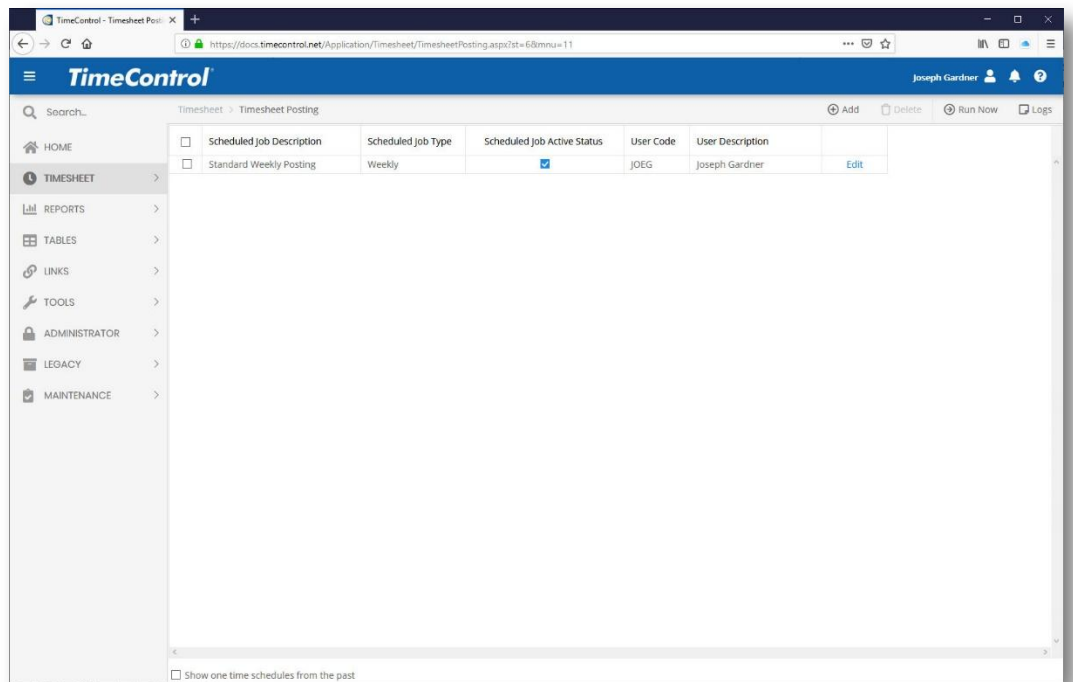 TimeControl - Timesheet Posti
https://docs.timecontrol.net/Application/Timesheet/TimesheetPosting.aspx?st=6&mnu=11
TimeControl
Joseph Gardner
Search...
Timesheet > Timesheet Posting
Add
Delete
Run Now
Logs
HOME
TIMESHEET
REPORTS
TABLES
LINKS
TOOLS
ADMINISTRATOR
LEGACY
MAINTENANCE
Scheduled Job Description Scheduled Job Type Scheduled Job Active Status User Code User Description
Standard Weekly Posting Weekly JOEG Joseph Gardner Edit
Show one time schedules from the past